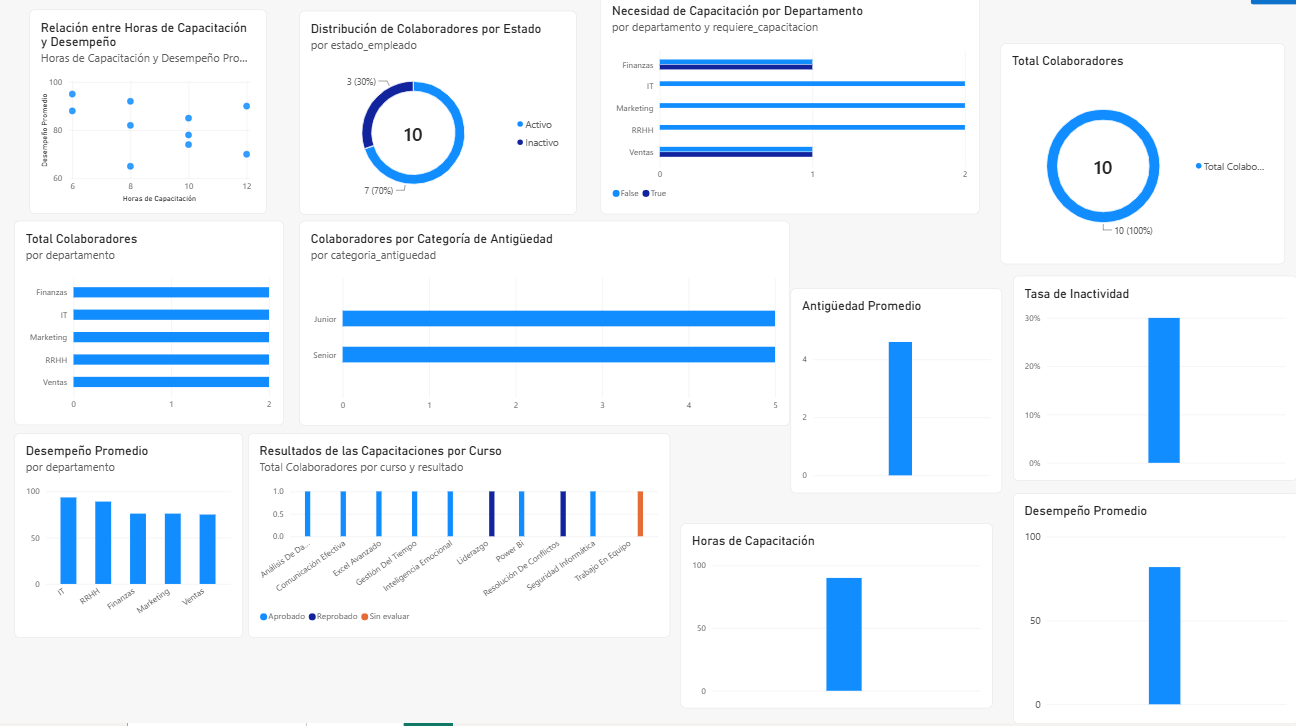 Relación entre Horas de Capacitación
y Desempeño
Horas de Capacitación y Desempeño Pro...
100
80
60
Desempeño Promedio
6
8
10
12
Horas de Capacitación
Distribución de Colaboradores por Estado
por estado_empleado
3 (30%)
10
7 (70%)
Activo
Inactivo
Necesidad de Capacitación por Departamento
por departamento y requiere_capacitacion
Finanzas
IT
Marketing
RRHH
Ventas
0
1
2
False
True
Total Colaboradores
10
Total Colabo...
10 (100%)
Total Colaboradores
por departamento
Finanzas
IT
Marketing
RRHH
Ventas
0
1
2
Colaboradores por Categoría de Antigüedad
por categoria_antiguedad
Junior
Senior
0
1
2
3
4
5
Antigüedad Promedio
4
2
0
Tasa de Inactividad
30%
20%
10%
0%
Desempeño Promedio
por departamento
100
50
0
IT
RRHH
Finanzas
Marketing
Ventas
Resultados de las Capacitaciones por Curso
Total Colaboradores por curso y resultado
1.0
0.5
0.0
Análisis De Da...
Comunicación Efectiva
Excel Avanzado
Gestión Del Tiempo
Inteligencia Emocional
Liderazgo
Power Bi
Resolución De Conflictos
Seguridad Informática
Trabajo En Equipo
Aprobado
Reprobado
Sin evaluar
Horas de Capacitación
100
50
0
Desempeño Promedio
100
50
0